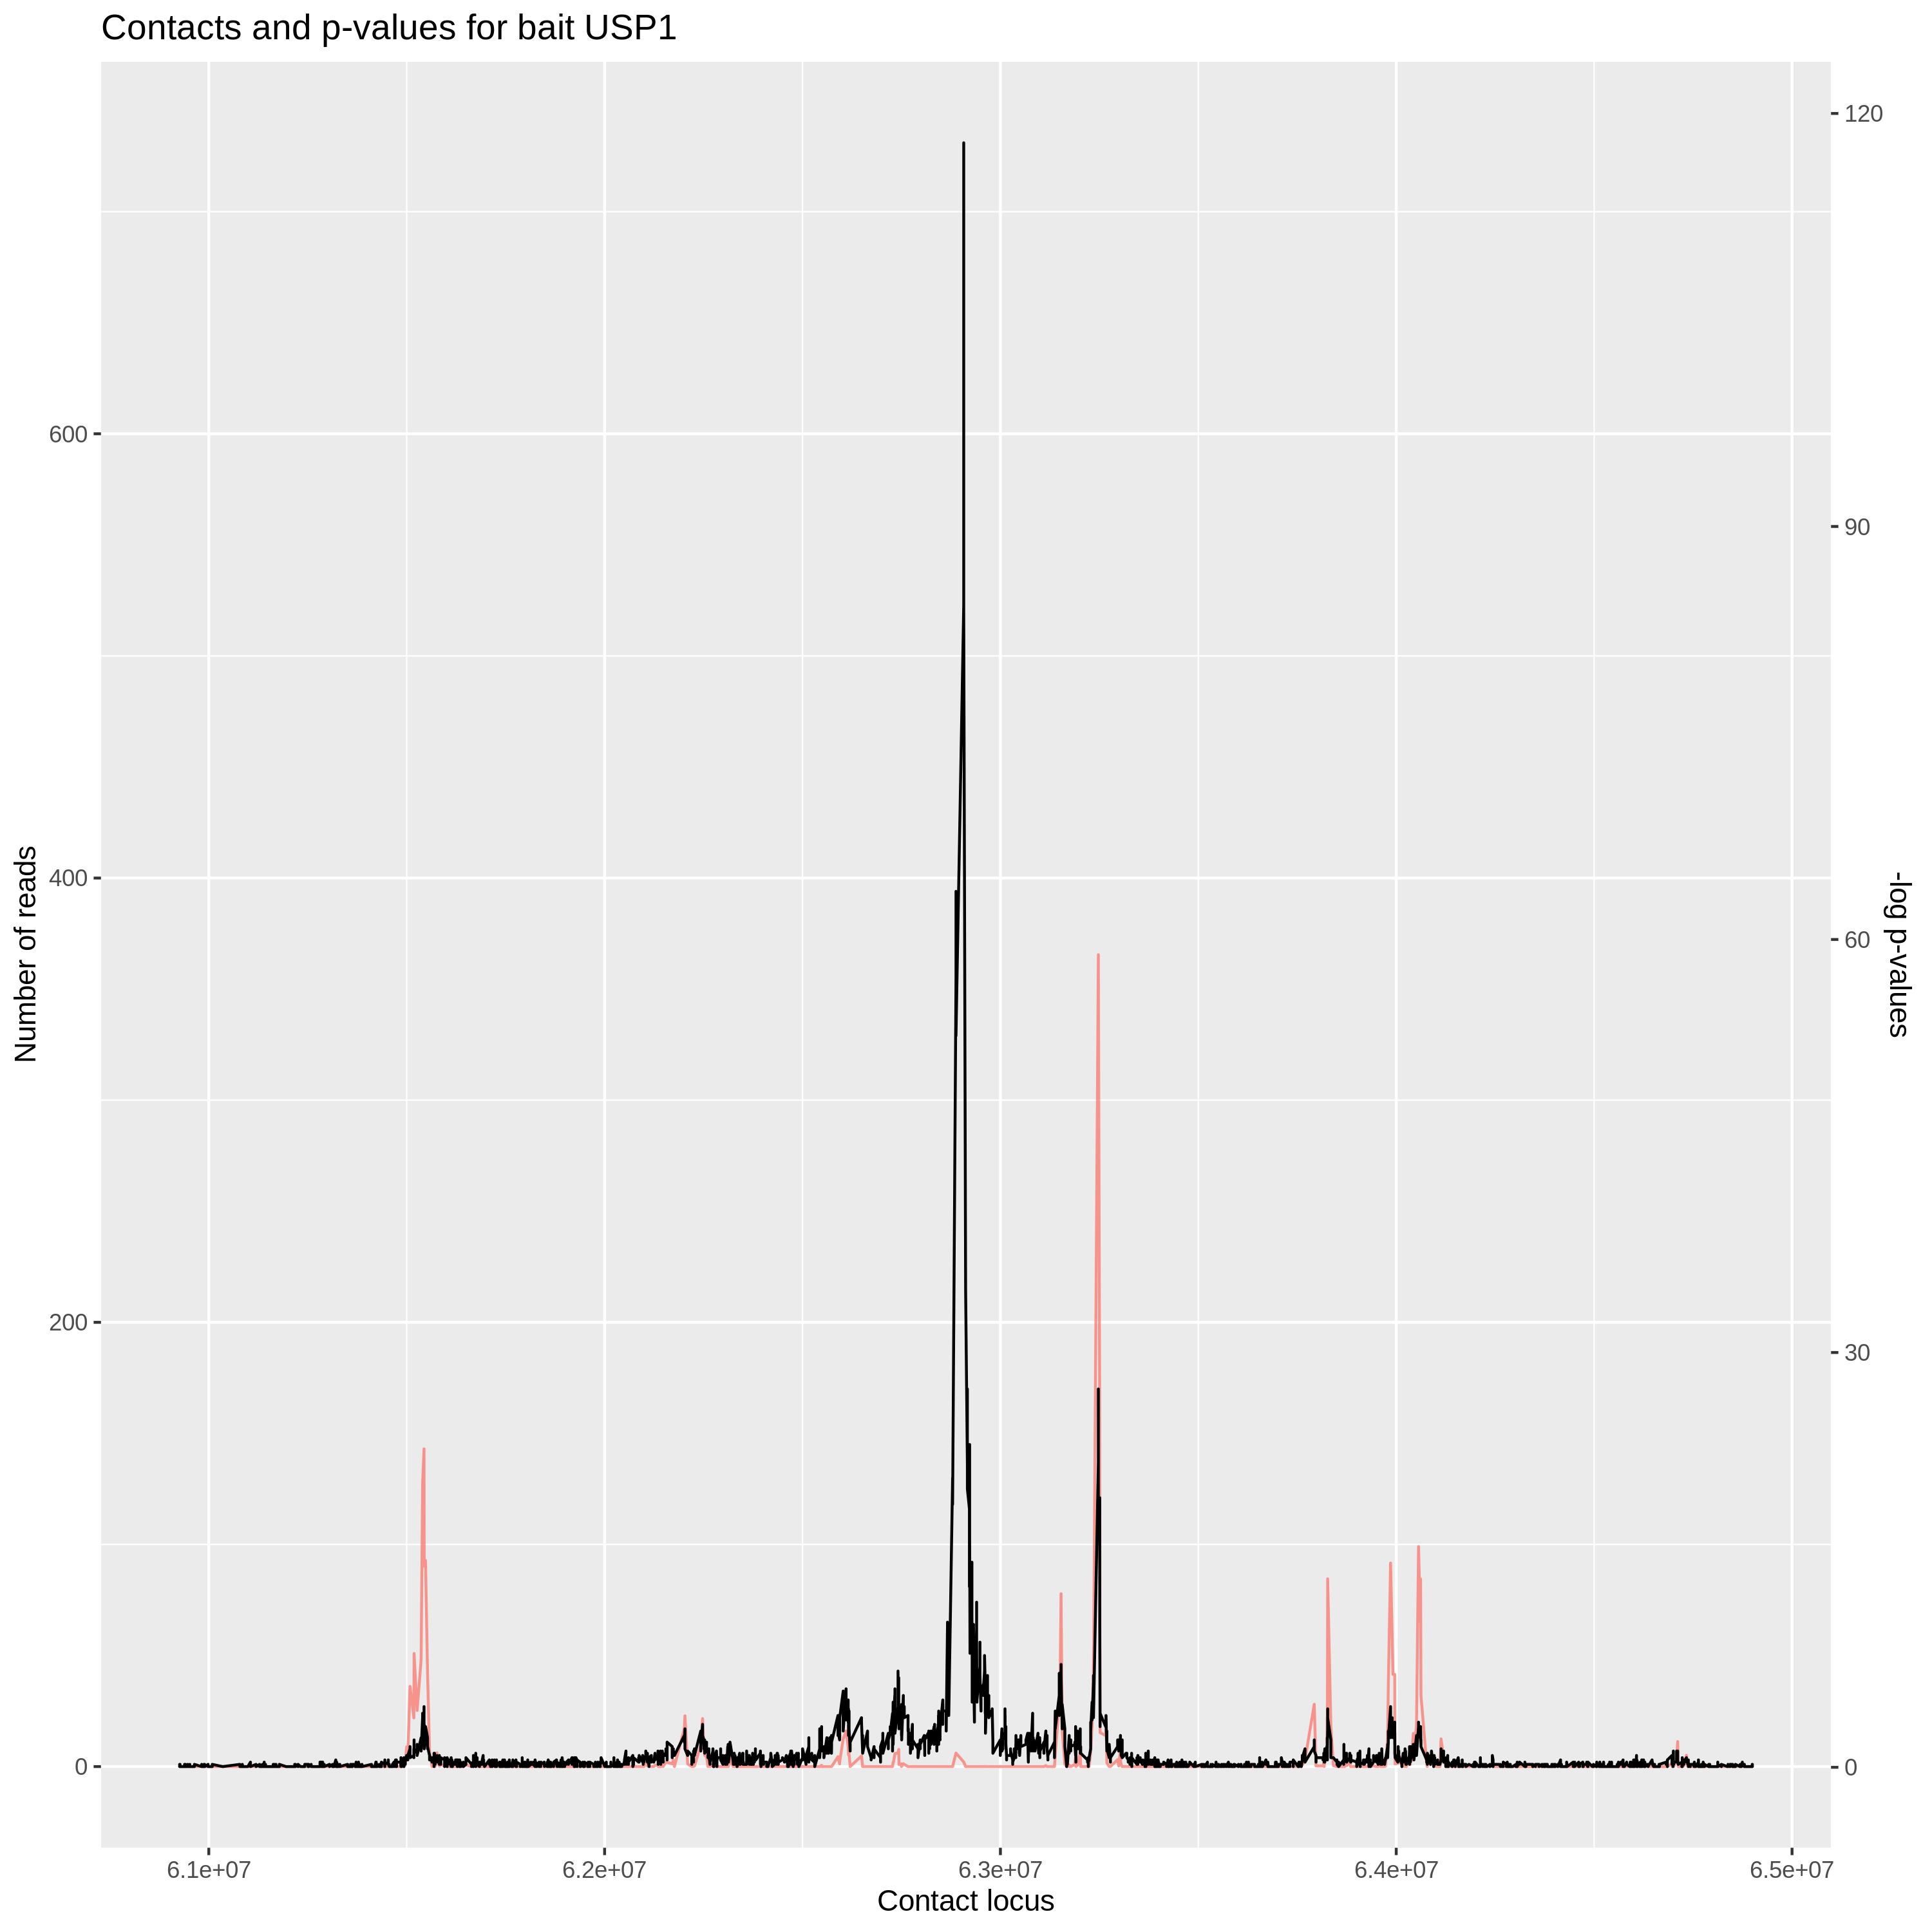 Contacts and p-values for bait USP1
120
600
90
400
60
200
30
0
0
Number of reads
-log p-values
6.1e+07 6.2e+07 6.3e+07 6.4e+07 6.5e+07
Contact locus